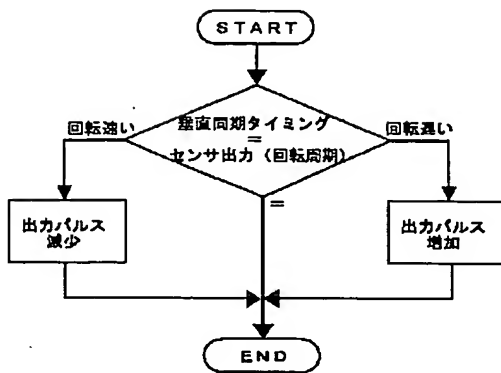 START
回転速い
垂直同期タイミング
=
センサ出力（回転周期）
回転遅い
=
出力パルス
減少
出力パルス
増加
END